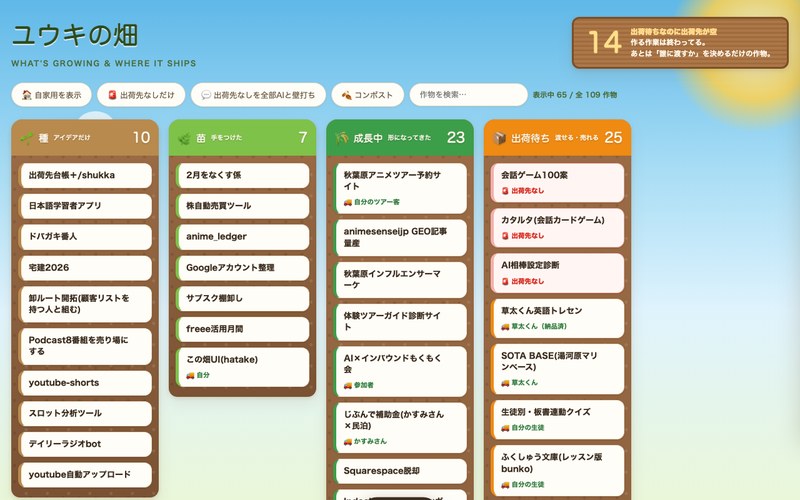 ユウキの畑
WHAT'S GROWING & WHERE IT SHIPS
14
出荷待ちなのに出荷先が空
作る作業は終わってる。
あとは「誰に渡すか」を決めるだけの作物。
自家用を表示
出荷先なしだけ
出荷先なしを全部AIと壁打ち
コンポスト
作物を検索…
表示中 65 / 全 109 作物
種 アイデアだけ 10
出荷先台帳+/shukka
日本語学習者アプリ
ドパガキ番人
宅建2026
卸ルート開拓(顧客リストを
持つ人と組む)
Podcast8番組を売り場に
する
youtube-shorts
スロット分析ツール
デイリーラジオbot
youtube自動アップロード
苗 手をつけた 7
2月をなくす係
株自動売買ツール
anime_ledger
Googleアカウント整理
サブスク棚卸し
freee活用月間
この畑UI(hatake)
自分
成長中 形になってきた 23
秋葉原アニメツアー予約サ
イト
自分のツアー客
animesenseijp GEO記事
量産
秋葉原インフルエンサーマ
ーケ
体験ツアーガイド診断サイ
ト
AI×インバウンドもくもく
会
参加者
じぶんで補助金(かすみさん
×民泊)
かすみさん
Squarespace脱却
出荷待ち 渡せる・売れる 25
会話ゲーム100案
出荷先なし
カタルタ(会話カードゲーム)
出荷先なし
AI相棒設定診断
出荷先なし
草太くん英語トレセン
草太くん（納品済）
SOTA BASE(湯河原マリ
ンベース)
草太くん
生徒別・板書連動クイズ
自分の生徒
ふくしゅう文庫(レッスン版
bunko)
自分の生徒